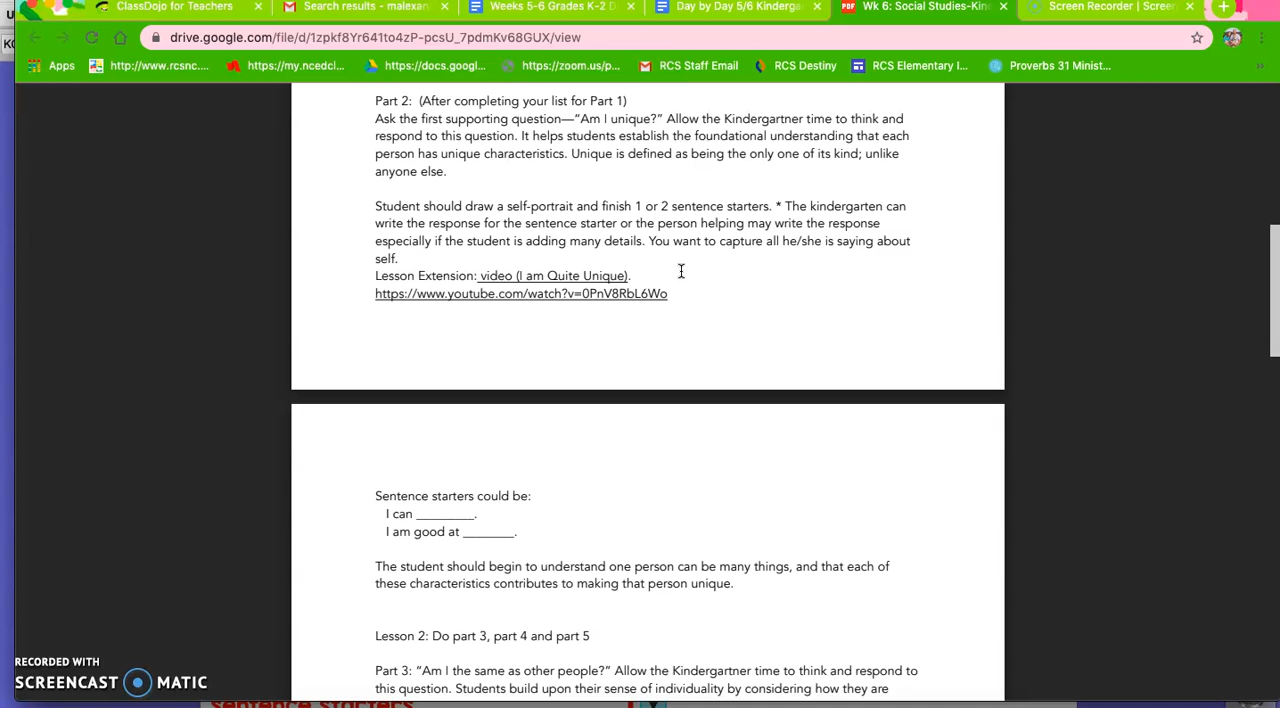 ClassDojo for Teachers
Search results - malexan
Weeks 5-6 Grades K-2 D
Day by Day 5/6 Kinderga
PDF Wk 6: Social Studies-Kin
Screen Recorder | Screen
drive.google.com/file/d/1zpkf8Yr641to4zP-pcsU_7pdmKv68GUX/view
Apps http://www.rcsnc.... https://my.ncedcl... https://docs.googl... https://zoom.us/p... RCS Staff Email RCS Destiny RCS Elementary I... Proverbs 31 Minist...
Part 2: (After completing your list for Part 1)
Ask the first supporting question—“Am I unique?” Allow the Kindergartner time to think and
respond to this question. It helps students establish the foundational understanding that each
person has unique characteristics. Unique is defined as being the only one of its kind; unlike
anyone else.
Student should draw a self-portrait and finish 1 or 2 sentence starters. * The kindergarten can
write the response for the sentence starter or the person helping may write the response
especially if the student is adding many details. You want to capture all he/she is saying about
self.
Lesson Extension: video (I am Quite Unique).
https://www.youtube.com/watch?v=0PnV8RbL6Wo
Sentence starters could be:
I can _________.
I am good at ________.
The student should begin to understand one person can be many things, and that each of
these characteristics contributes to making that person unique.
Lesson 2: Do part 3, part 4 and part 5
Part 3: “Am I the same as other people?” Allow the Kindergartner time to think and respond to
this question. Students build upon their sense of individuality by considering how they are
RECORDED WITH
SCREENCAST MATIC
sentence starters